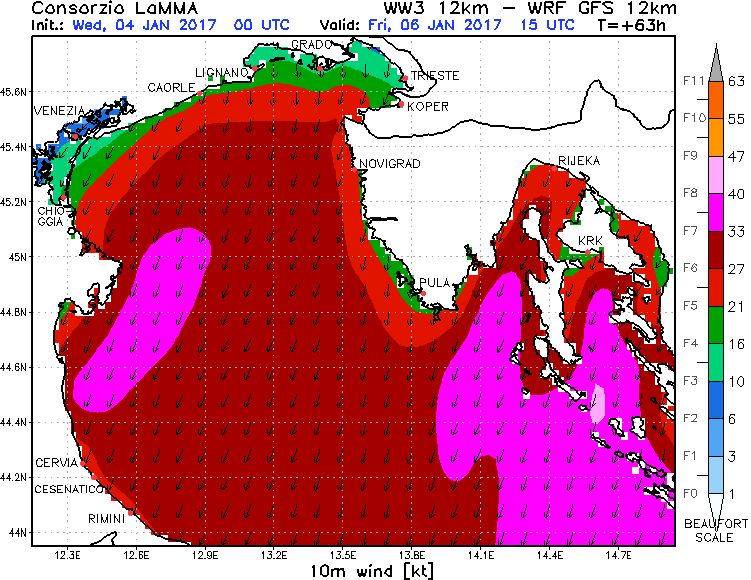 Consorzio LaMMA WW3 12km – WRF GFS 12km
Init.: Wed, 04 JAN 2017 00 UTC Valid: Fri, 06 JAN 2017 15 UTC T=+63h
GRADO
LIGNANO
TRIESTE
CAORLE
KOPER
VENEZIA
NOVIGRAD
RIJEKA
CHIO-
GGIA
KRK
PULA
CERVIA
CESENATICO
RIMINI
45.6N
45.4N
45.2N
45N
44.8N
44.6N
44.4N
44.2N
44N
12.3E 12.6E 12.9E 13.2E 13.5E 13.8E 14.1E 14.4E 14.7E
10m wind [kt]
F11 63
F10 55
F9 47
F8 40
F7 33
F6 27
F5 21
F4 16
F3 10
F2 6
F1 3
F0 1
BEAUFORT
SCALE